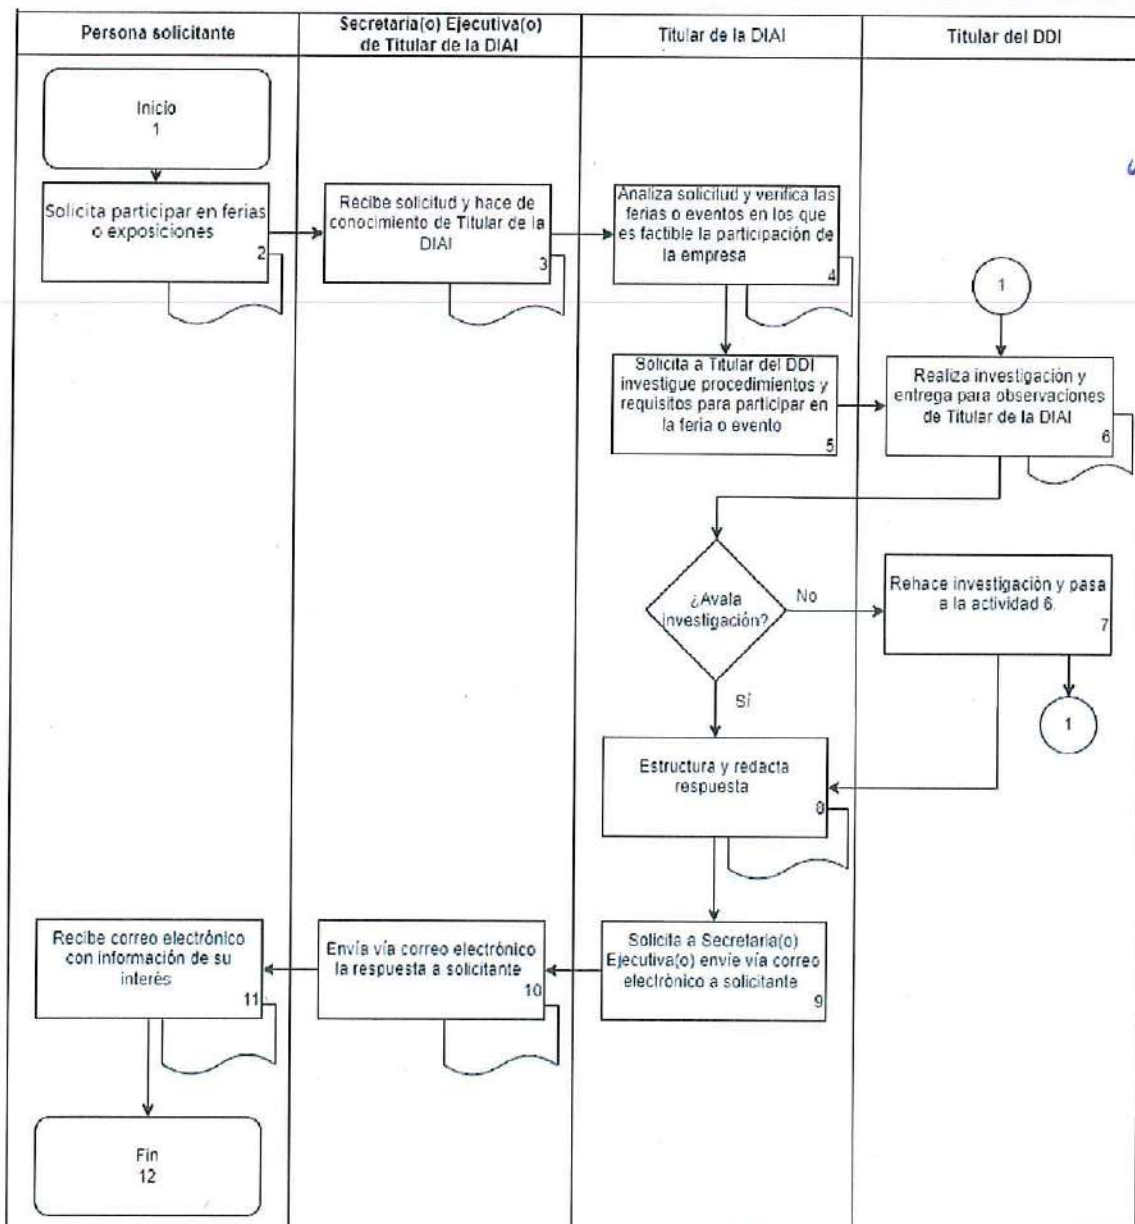 Persona solicitante
Secretaria(o) Ejecutiva(o)
de Titular de la DIAI
Titular de la DIAI
Titular del DDI
Inicio
1
Solicita participar en ferias
o exposiciones
2
Recibe solicitud y hace de
conocimiento de Titular de la
DIAI
3
Analiza solicitud y verifica las
ferias o eventos en los que
es factible la participación de
la empresa
4
1
Solicita a Titular del DDI
investigue procedimientos y
requisitos para participar en
la feria o evento
5
Realiza investigación y
entrega para observaciones
de Titular de la DIAI
6
¿Avala
investigación?
No
Rehace investigación y pasa
a la actividad 6
7
Sí
1
Estructura y redacta
respuesta
8
Solicita a Secretaria(o)
Ejecutiva(o) envíe vía correo
electrónico a solicitante
9
Envía vía correo electrónico
la respuesta a solicitante
10
Recibe correo electrónico
con información de su
interés
11
Fin
12